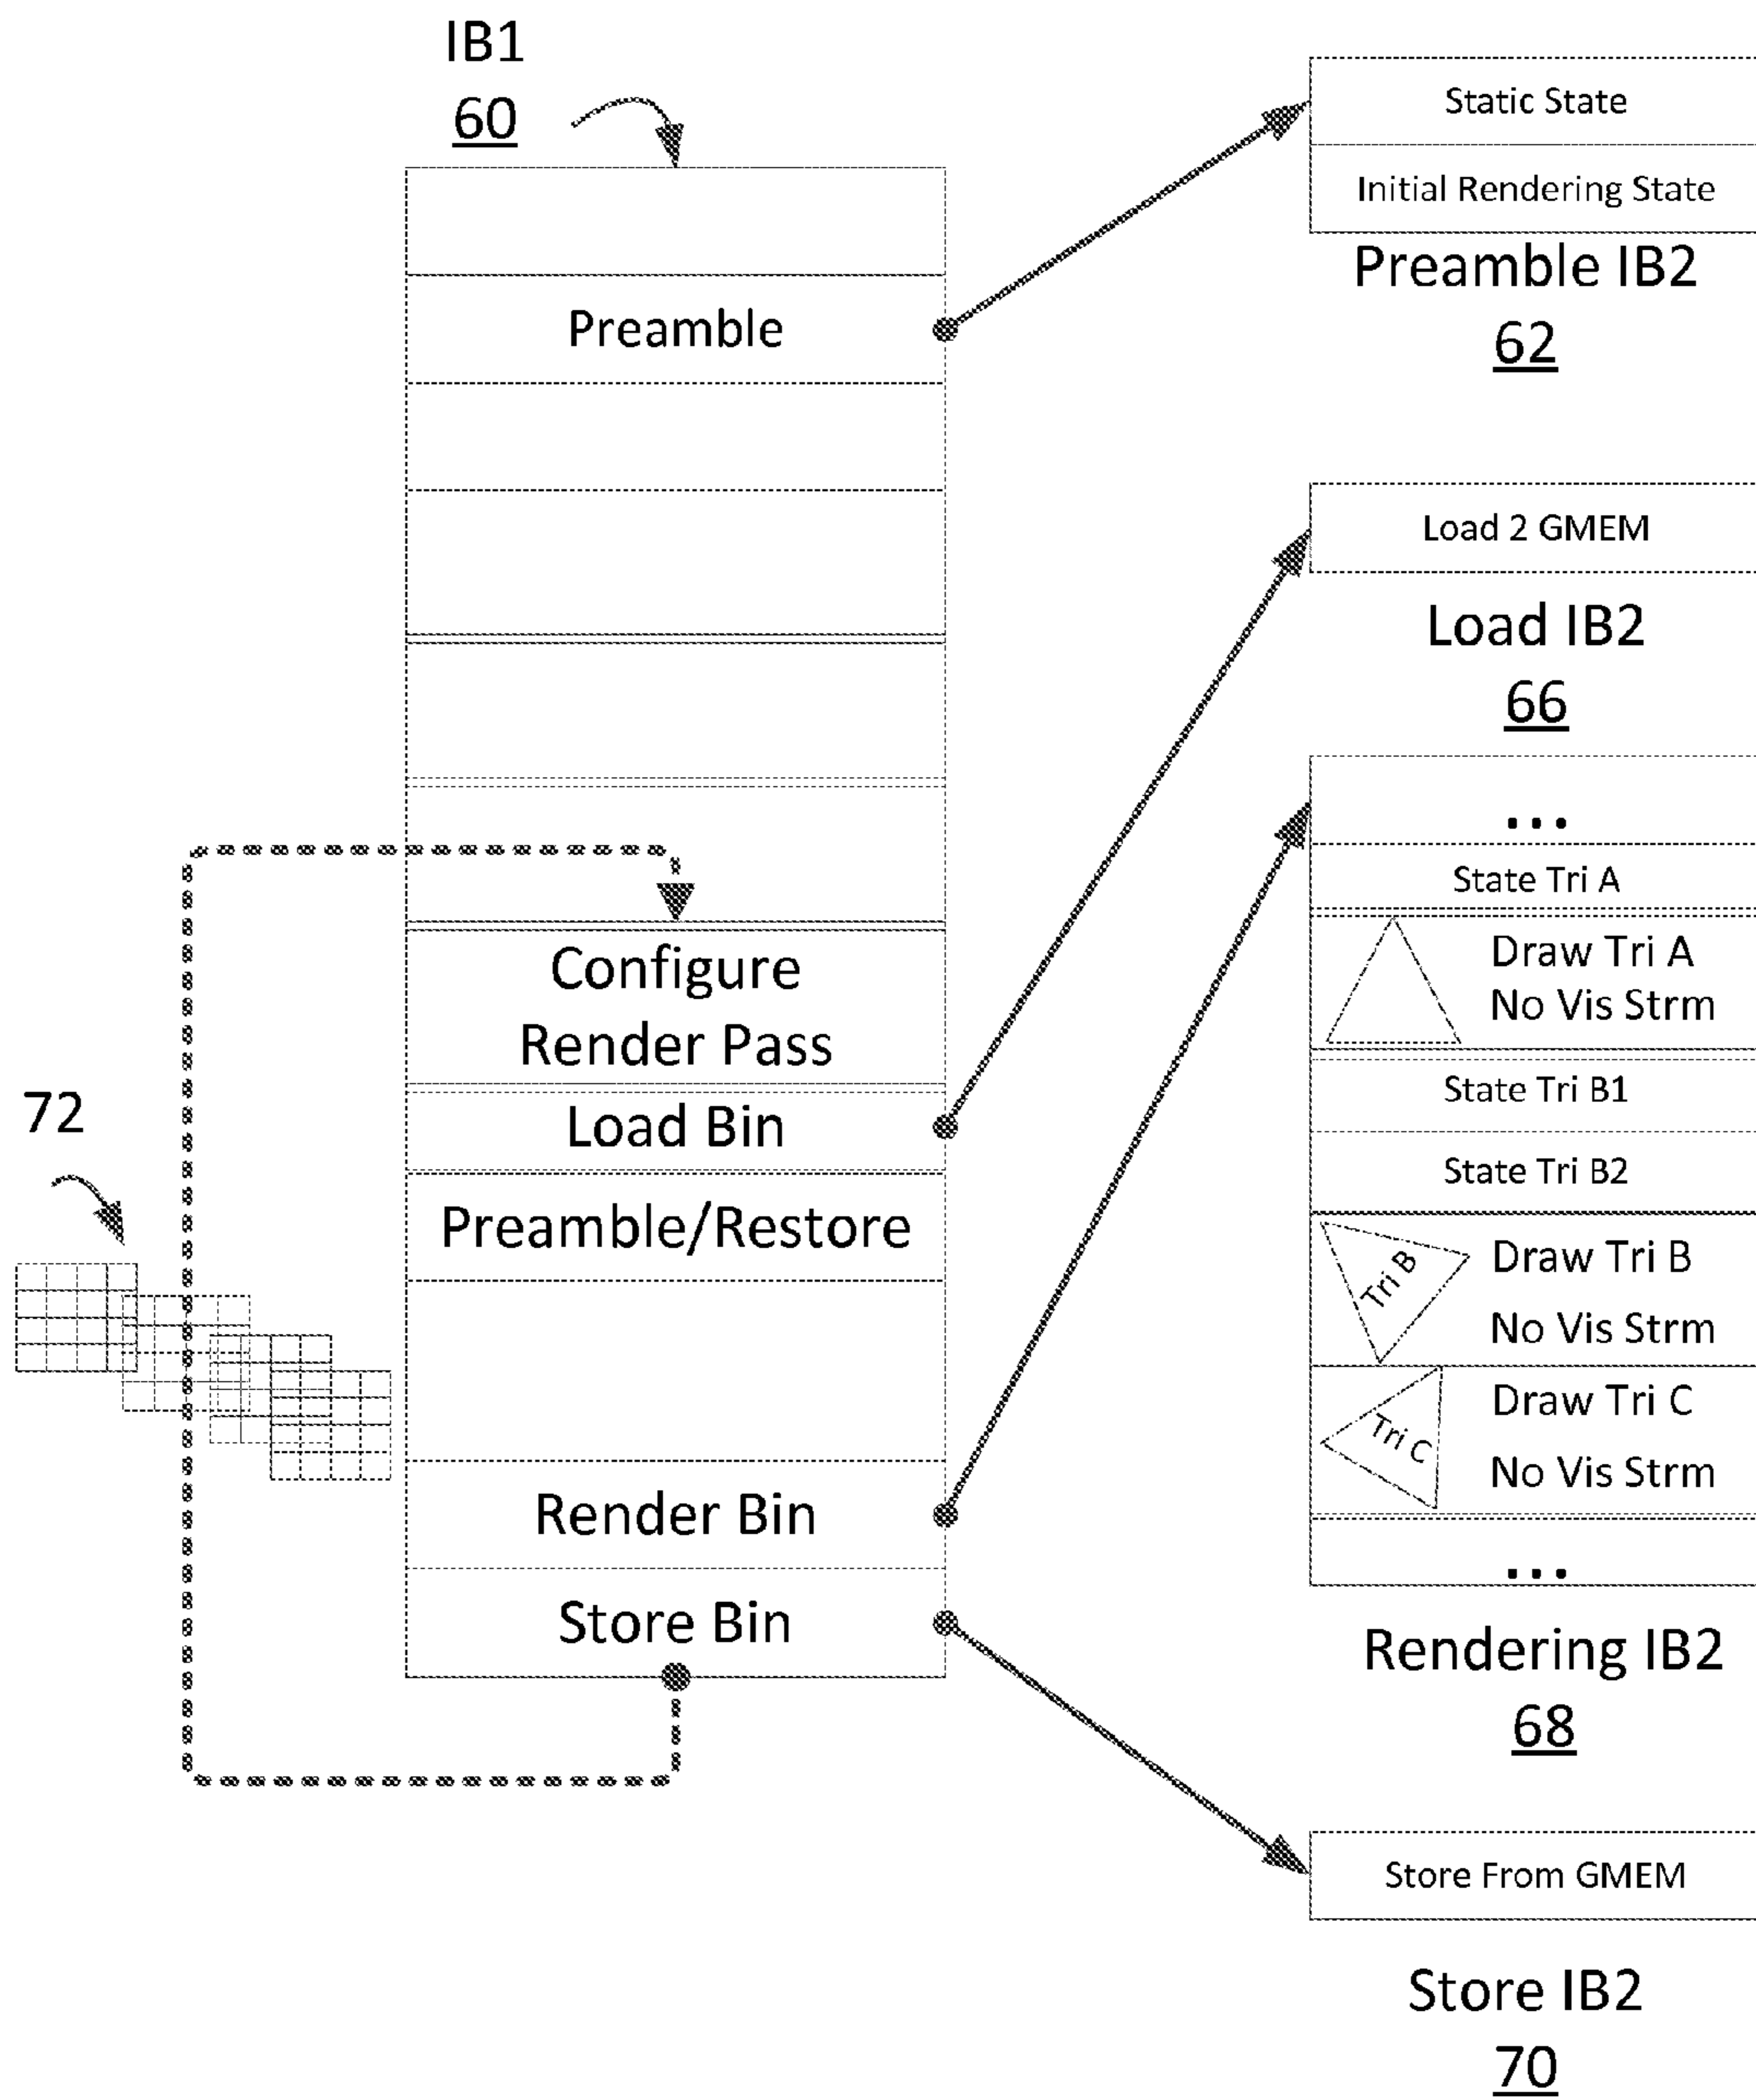 IB1
60
Preamble
Configure
Render Pass
Load Bin
Preamble/Restore
Render Bin
Store Bin
72
Static State
Initial Rendering State
Preamble IB2
62
Load 2 GMEM
Load IB2
66
...
State Tri A
Draw Tri A
No Vis Strm
State Tri B1
State Tri B2
Tri B
Draw Tri B
No Vis Strm
Tri C
Draw Tri C
No Vis Strm
...
Rendering IB2
68
Store From GMEM
Store IB2
70